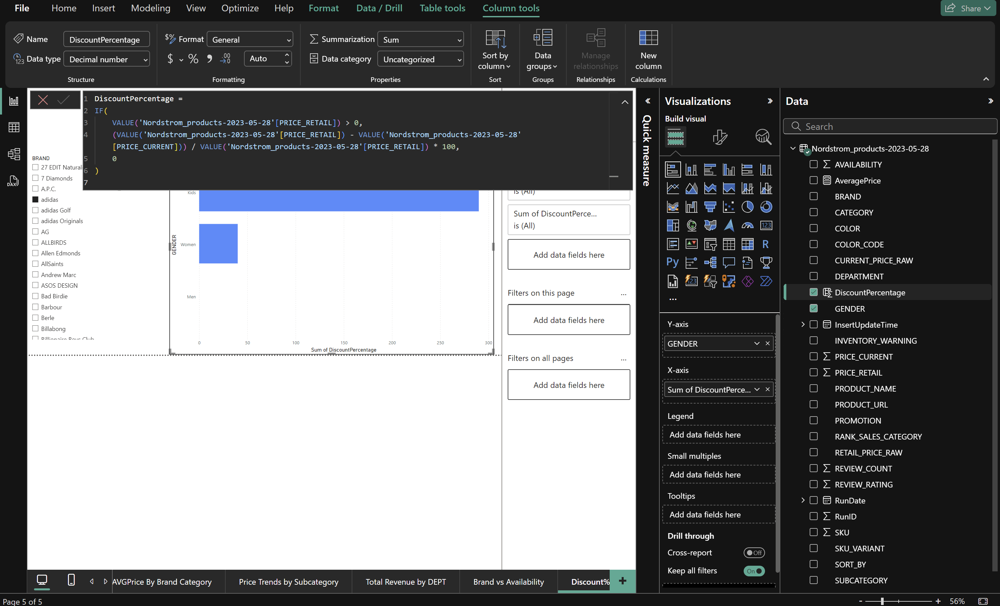 File Home Insert Modeling View Optimize Help Format Data / Drill Table tools Column tools Share
Name DiscountPercentage
Data type Decimal number
Structure
$% Format General
$ % , .00 →.0 Auto
Formatting
Summarization Sum
Data category Uncategorized
Properties
Sort by
column
Sort
Data
groups
Groups
Manage
relationships
Relationships
New
column
Calculations
1 DiscountPercentage =
2 IF(
3 VALUE('Nordstrom_products-2023-05-28'[PRICE_RETAIL]) > 0,
4 (VALUE('Nordstrom_products-2023-05-28'[PRICE_RETAIL]) - VALUE('Nordstrom_products-2023-05-28'
[PRICE_CURRENT])) / VALUE('Nordstrom_products-2023-05-28'[PRICE_RETAIL]) * 100,
5 0
6 )
7
DAX
BRAND
27 EDIT Natural
7 Diamonds
A.P.C.
adidas
adidas Golf
adidas Originals
AG
ALLBIRDS
Allen Edmonds
AllSaints
Andrew Marc
ASOS DESIGN
Bad Birdie
Barbour
Berle
Billabong
Billionaire Boys Club
GENDER
Kids
Women
Men
0 50 100 150 200 250 300
Sum of DiscountPercentage
is (All)
Sum of DiscountPerce...
is (All)
Add data fields here
Filters on this page ...
Add data fields here
Filters on all pages ...
Add data fields here
Quick measure
Visualizations
Build visual
123
R
Py
123
...
Y-axis
GENDER
X-axis
Sum of DiscountPerce...
Legend
Add data fields here
Small multiples
Add data fields here
Tooltips
Add data fields here
Drill through
Cross-report Off
Keep all filters On
Data
Search
Nordstrom_products-2023-05-28
AVAILABILITY
AveragePrice
BRAND
CATEGORY
COLOR
COLOR_CODE
CURRENT_PRICE_RAW
DEPARTMENT
DiscountPercentage
GENDER
InsertUpdateTime
INVENTORY_WARNING
PRICE_CURRENT
PRICE_RETAIL
PRODUCT_NAME
PRODUCT_URL
PROMOTION
RANK_SALES_CATEGORY
RETAIL_PRICE_RAW
REVIEW_COUNT
REVIEW_RATING
RunDate
RunID
SKU
SKU_VARIANT
SORT_BY
SUBCATEGORY
AVGPrice By Brand Category Price Trends by Subcategory Total Revenue by DEPT Brand vs Availability Discount% +
Page 5 of 5 - + 56%